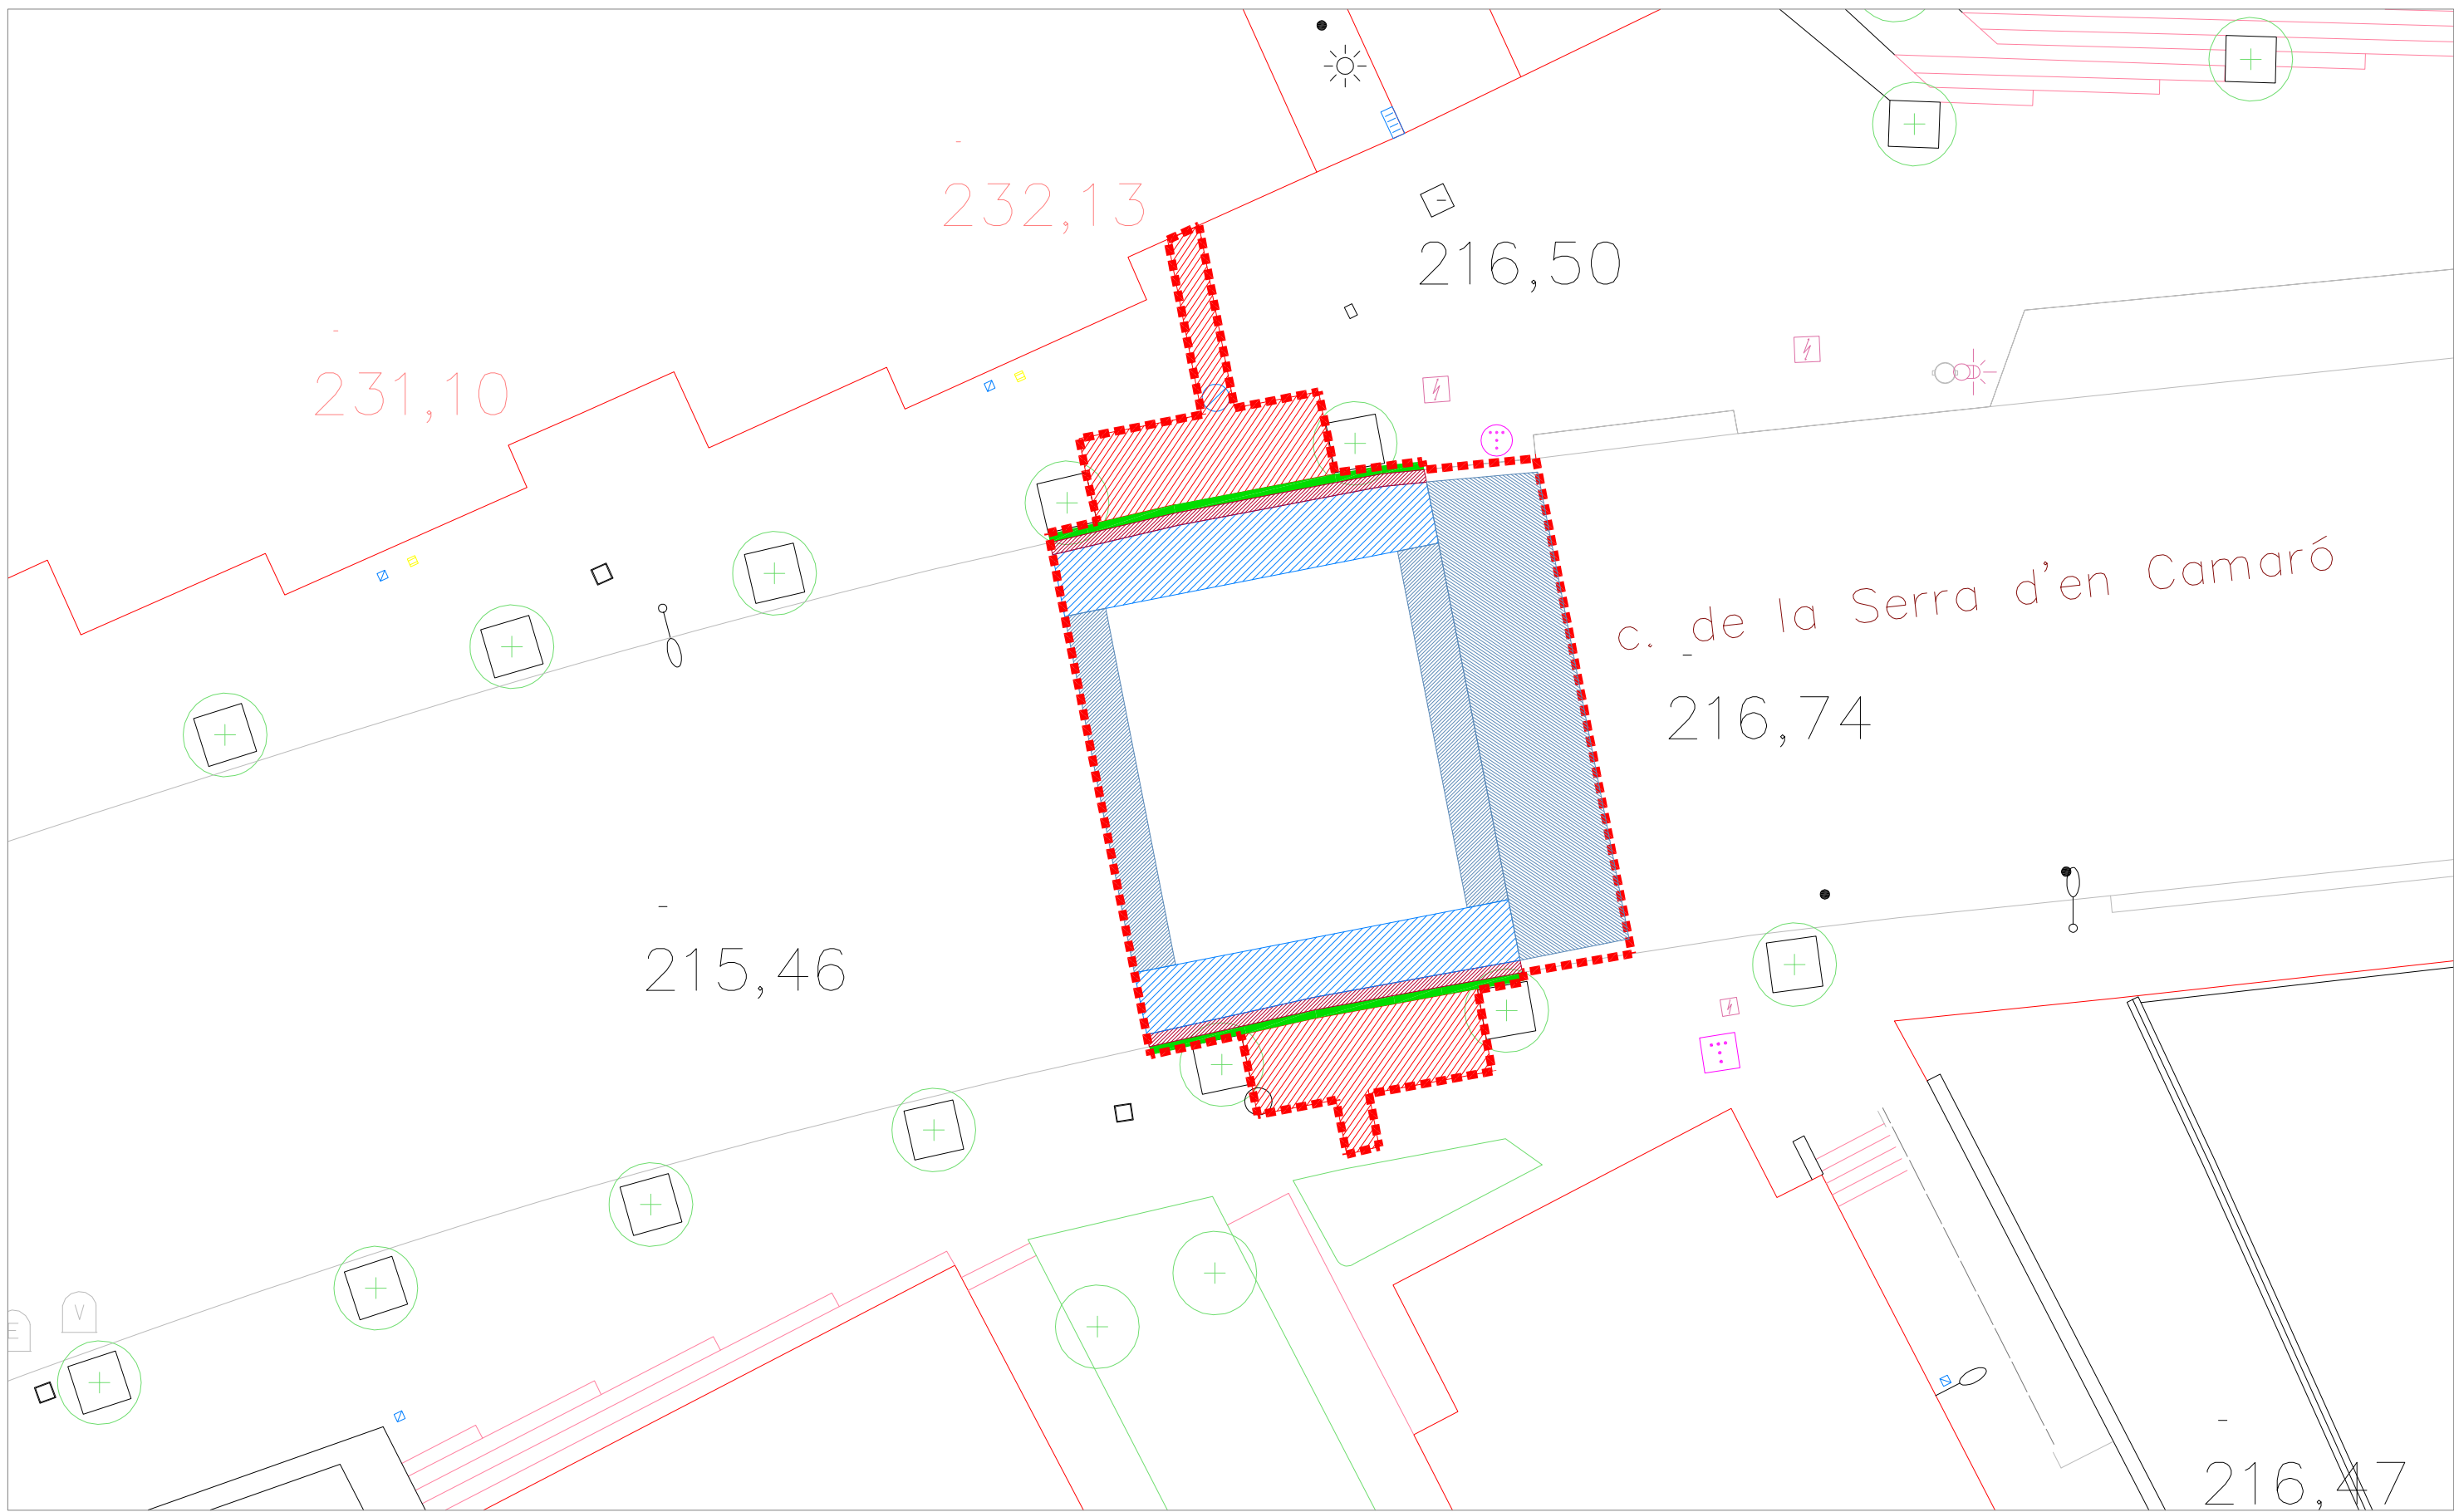 232,13
216,50
231,10
c. de la Serra d'en Camaró
216,74
215,46
V
E
216,47